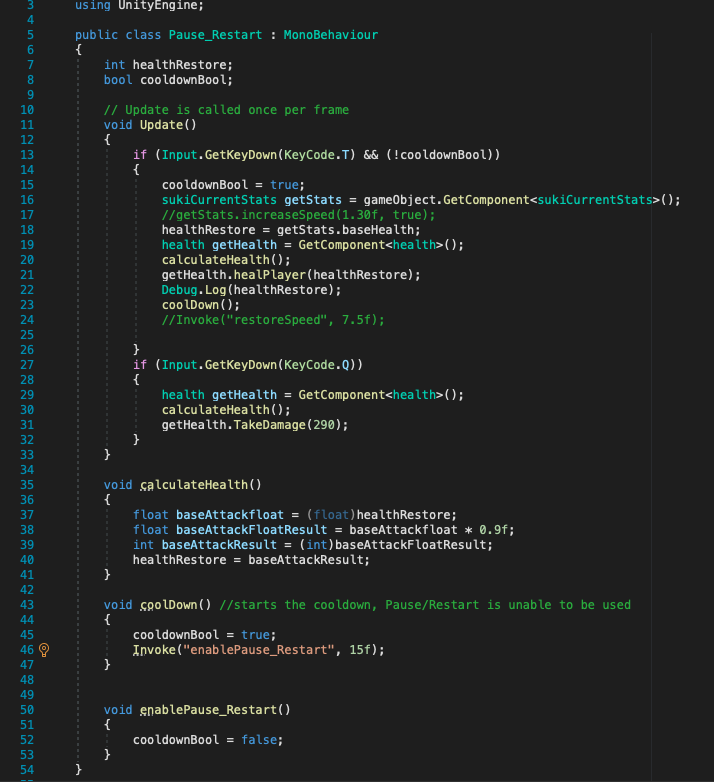 3 using UnityEngine;
4
5 public class Pause_Restart : MonoBehaviour
6 {
7 int healthRestore;
8 bool cooldownBool;
9
10 // Update is called once per frame
11 void Update()
12 {
13 if (Input.GetKeyDown(KeyCode.T) && (!cooldownBool))
14 {
15 cooldownBool = true;
16 sukiCurrentStats getStats = gameObject.GetComponent<sukiCurrentStats>();
17 //getStats.increaseSpeed(1.30f, true);
18 healthRestore = getStats.baseHealth;
19 health getHealth = GetComponent<health>();
20 calculateHealth();
21 getHealth.healPlayer(healthRestore);
22 Debug.Log(healthRestore);
23 coolDown();
24 //Invoke("restoreSpeed", 7.5f);
25
26 }
27 if (Input.GetKeyDown(KeyCode.Q))
28 {
29 health getHealth = GetComponent<health>();
30 calculateHealth();
31 getHealth.TakeDamage(290);
32 }
33 }
34
35 void calculateHealth()
36 {
37 float baseAttackfloat = (float)healthRestore;
38 float baseAttackFloatResult = baseAttackfloat * 0.9f;
39 int baseAttackResult = (int)baseAttackFloatResult;
40 healthRestore = baseAttackResult;
41 }
42
43 void coolDown() //starts the cooldown, Pause/Restart is unable to be used
44 {
45 cooldownBool = true;
46 Invoke("enablePause_Restart", 15f);
47 }
48
49
50 void enablePause_Restart()
51 {
52 cooldownBool = false;
53 }
54 }